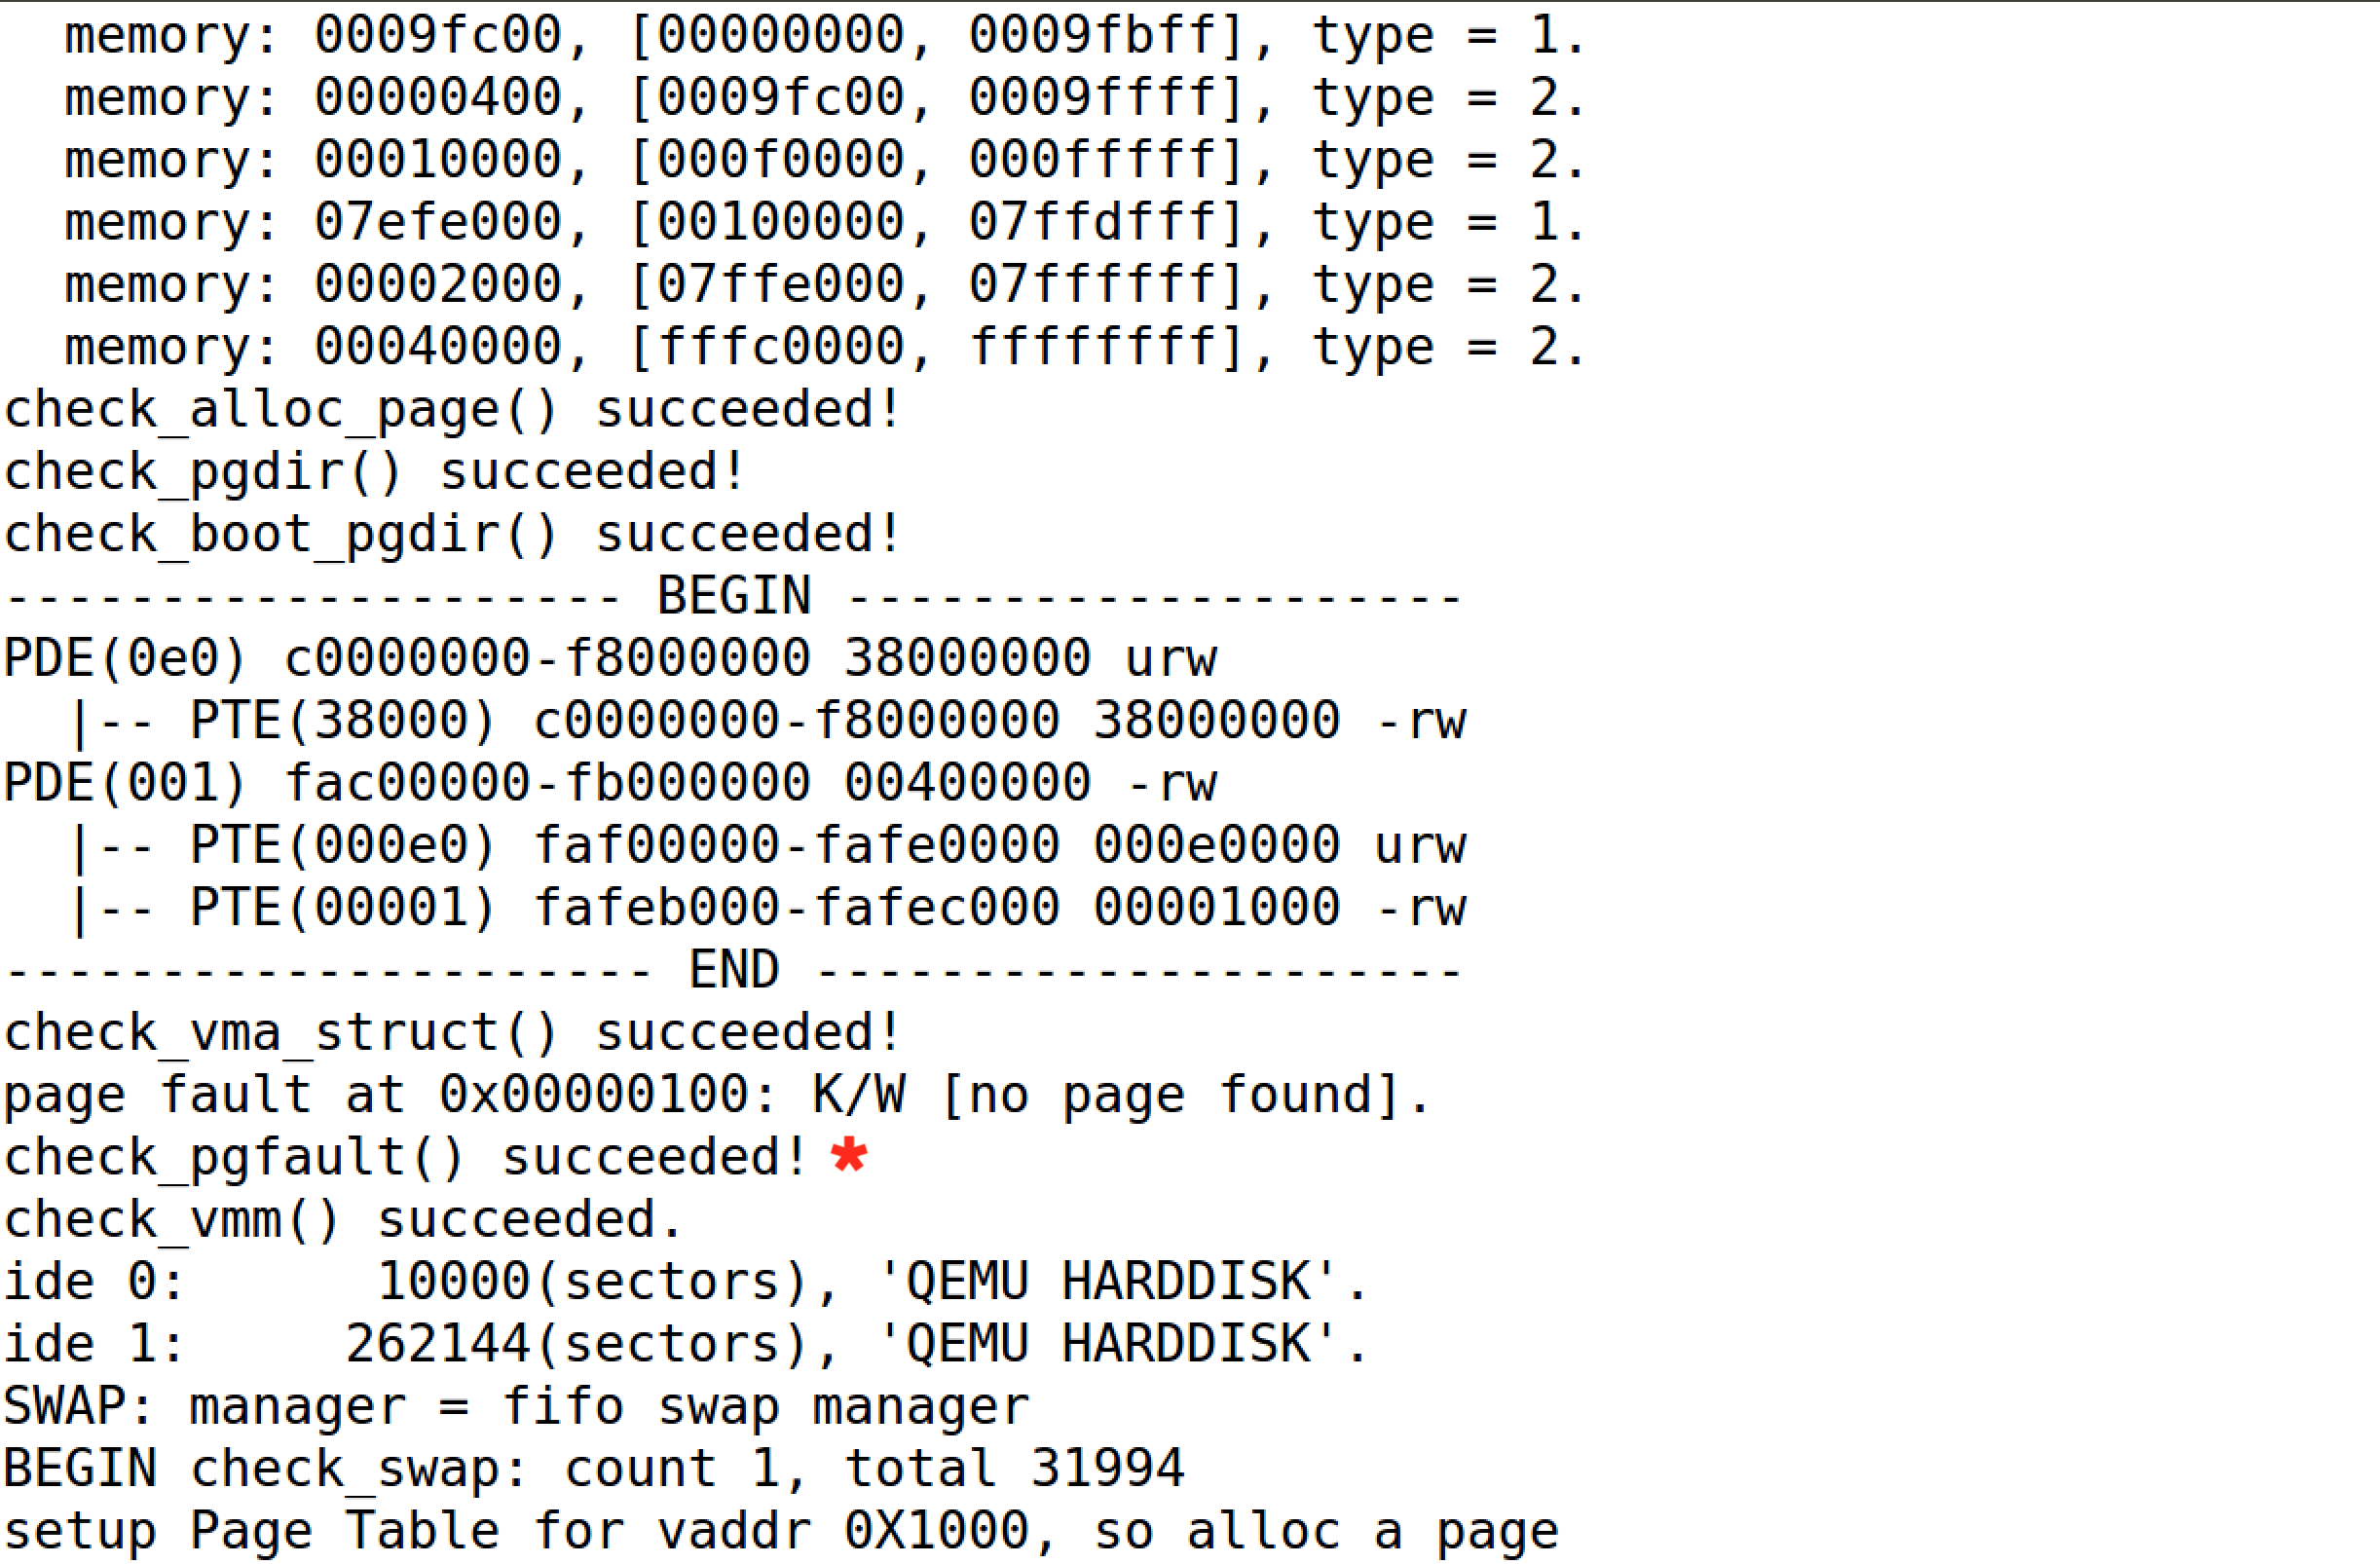 memory: 0009fc00, [00000000, 0009fbff], type = 1.
memory: 00000400, [0009fc00, 0009ffff], type = 2.
memory: 00010000, [000f0000, 000fffff], type = 2.
memory: 07efe000, [00100000, 07ffdfff], type = 1.
memory: 00002000, [07ffe000, 07ffffff], type = 2.
memory: 00040000, [fffc0000, ffffffff], type = 2.
check_alloc_page() succeeded!
check_pgdir() succeeded!
check_boot_pgdir() succeeded!
-------------------- BEGIN --------------------
PDE(0e0) c0000000-f8000000 38000000 urw
|-- PTE(38000) c0000000-f8000000 38000000 -rw
PDE(001) fac00000-fb000000 00400000 -rw
|-- PTE(000e0) faf00000-fafe0000 000e0000 urw
|-- PTE(00001) fafeb000-fafec000 00001000 -rw
--------------------- END ---------------------
check_vma_struct() succeeded!
page fault at 0x00000100: K/W [no page found].
check_pgfault() succeeded! *
check_vmm() succeeded.
ide 0:      10000(sectors), 'QEMU HARDDISK'.
ide 1:     262144(sectors), 'QEMU HARDDISK'.
SWAP: manager = fifo swap manager
BEGIN check_swap: count 1, total 31994
setup Page Table for vaddr 0X1000, so alloc a page